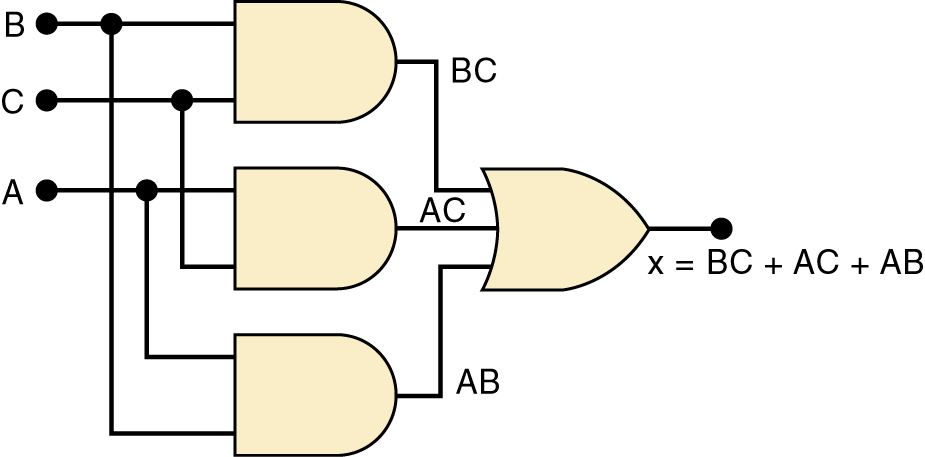 B
C
A
BC
AC
AB
x = BC + AC + AB